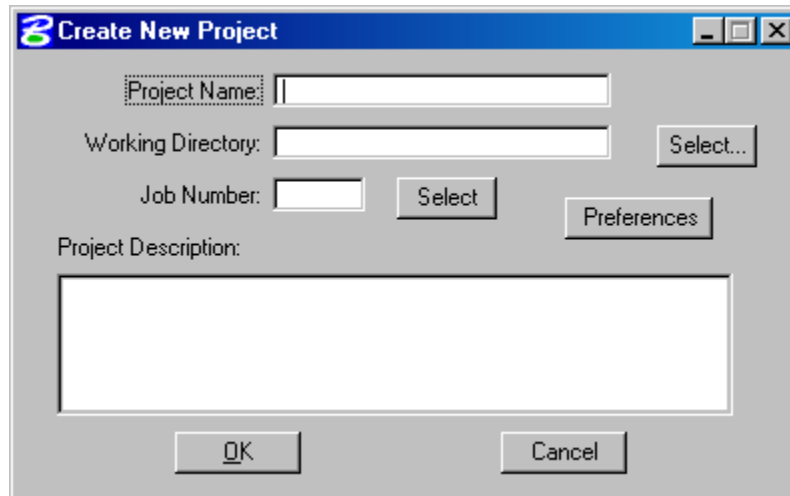 Create New Project
Project Name:
Working Directory: Select...
Job Number: Select
Preferences
Project Description:
OK Cancel